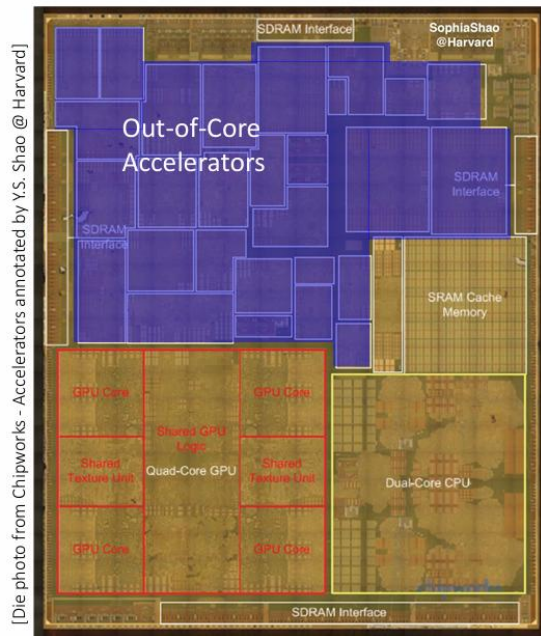 [Die photo from Chipworks - Accelerators annotated by Y.S. Shao @ Harvard]
SDRAM Interface
SophiaShao
@Harvard
Out-of-Core
Accelerators
SDRAM
Interface
SDRAM
Interface
SRAM Cache
Memory
GPU Core
GPU Core
Shared GPU
Logic
Shared
Texture Unit
Quad-Core GPU
Shared
Texture Unit
Dual-Core CPU
GPU Core
GPU Core
chipworks
SDRAM Interface